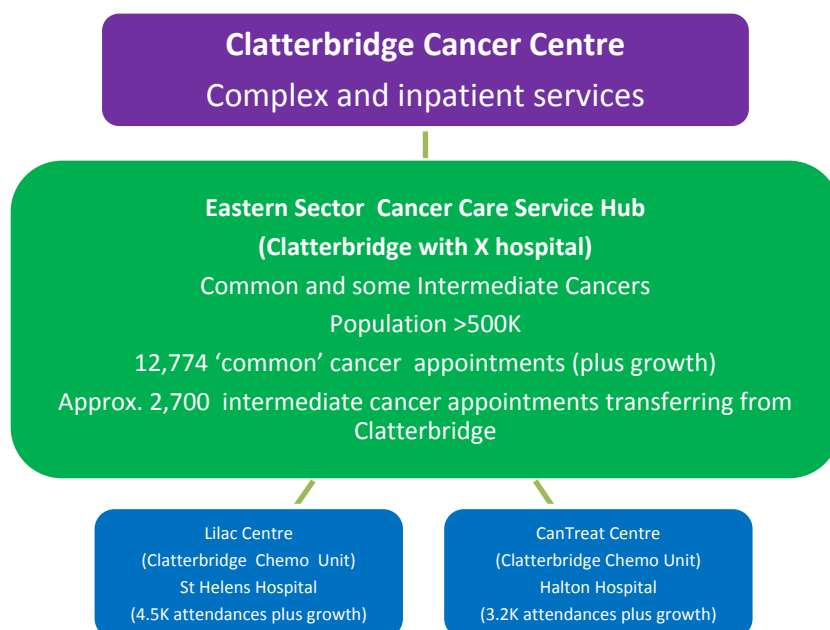 Clatterbridge Cancer Centre
Complex and inpatient services
Eastern Sector Cancer Care Service Hub
(Clatterbridge with X hospital)
Common and some Intermediate Cancers
Population >500K
12,774 ‘common’ cancer appointments (plus growth)
Approx. 2,700 intermediate cancer appointments transferring from
Clatterbridge
Lilac Centre
(Clatterbridge Chemo Unit)
St Helens Hospital
(4.5K attendances plus growth)
CanTreat Centre
(Clatterbridge Chemo Unit)
Halton Hospital
(3.2K attendances plus growth)